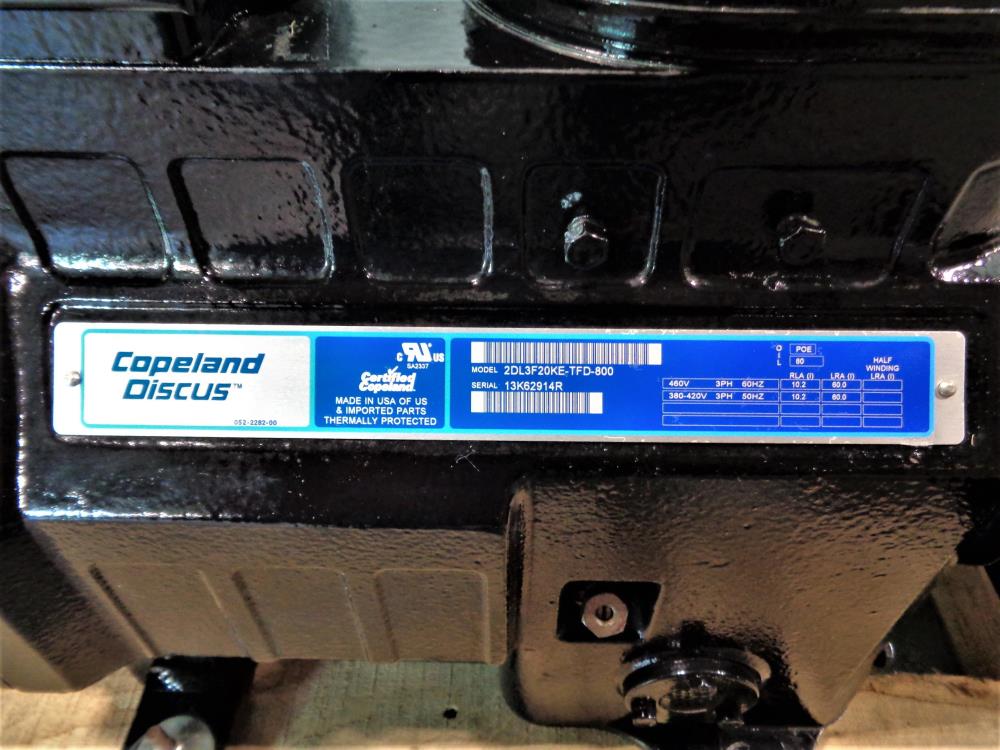 Copeland
Discus™
052-2282-00
C UL US
SA2337
Certified
Copeland.
MADE IN USA OF US
& IMPORTED PARTS
THERMALLY PROTECTED
MODEL 2DL3F20KE-TFD-800
SERIAL 13K62914R
OIL POE
60
RLA (I) LRA (I) HALF WINDING LRA (I)
460V 3PH 60HZ 10.2 60.0
380-420V 3PH 50HZ 10.2 60.0